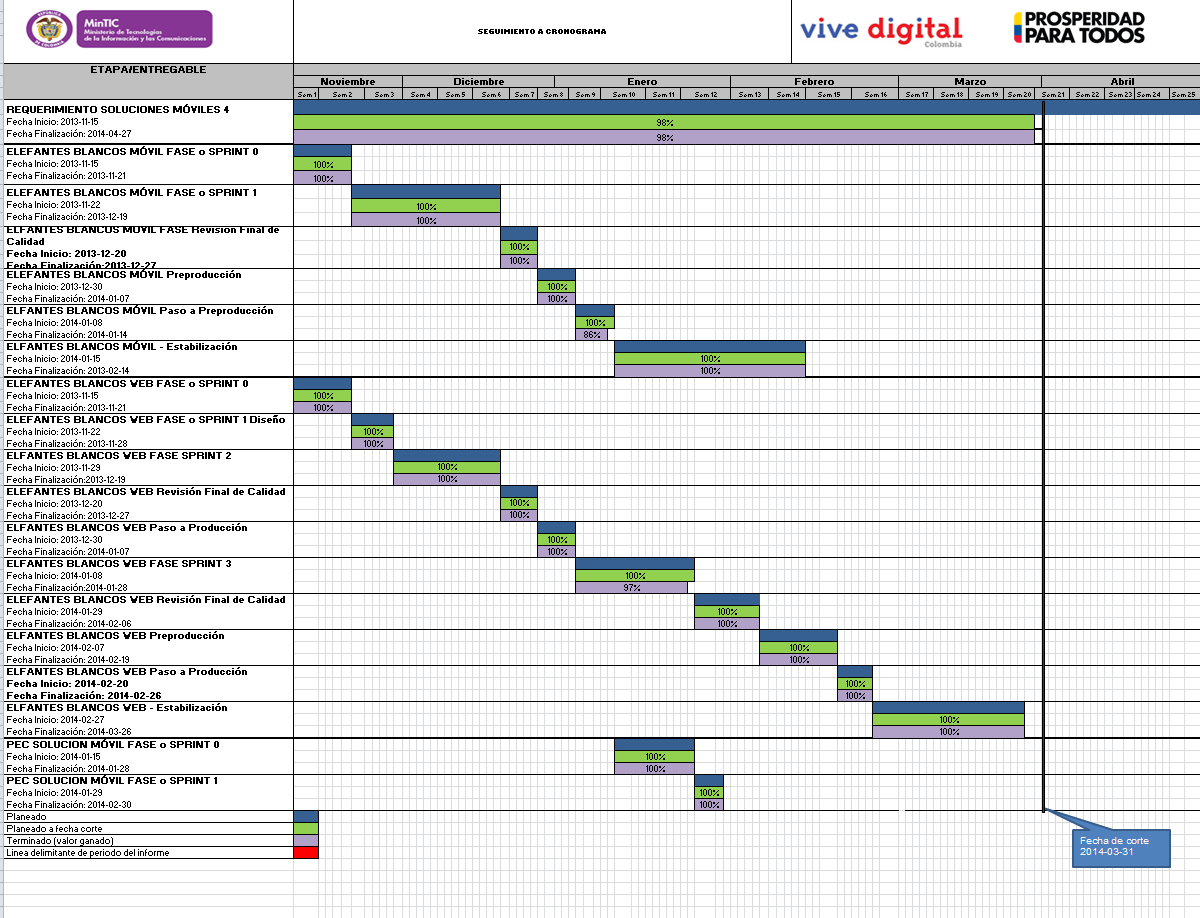 MinTIC
Ministerio de Tecnologías
de la Información y las Comunicaciones
SEGUIMIENTO A CRONOGRAMA
vive digital
Colombia
PROSPERIDAD
PARA TODOS
ETAPA/ENTREGABLE
Noviembre Diciembre Enero Febrero Marzo Abril
Sem 1 Sem 2 Sem 3 Sem 4 Sem 5 Sem 6 Sem 7 Sem 8 Sem 9 Sem 10 Sem 11 Sem 12 Sem 13 Sem 14 Sem 15 Sem 16 Sem 17 Sem 18 Sem 19 Sem 20 Sem 21 Sem 22 Sem 23 Sem 24 Sem 25
REQUERIMIENTO SOLUCIONES MÓVILES 4
Fecha Inicio: 2013-11-15
98%
Fecha Finalización: 2014-04-27
98%
ELEFANTES BLANCOS MÓVIL FASE o SPRINT 0
Fecha Inicio: 2013-11-15
100%
Fecha Finalización: 2013-11-21
100%
ELEFANTES BLANCOS MÓVIL FASE o SPRINT 1
Fecha Inicio: 2013-11-22
100%
Fecha Finalización: 2013-12-19
100%
ELFANTES BLANCOS MÓVIL FASE Revisión Final de
Calidad
100%
Fecha Inicio: 2013-12-20
100%
Fecha Finalización:2013-12-27
ELEFANTES BLANCOS MÓVIL Preproducción
Fecha Inicio: 2013-12-30
100%
Fecha Finalización: 2014-01-07
100%
ELFANTES BLANCOS MÓVIL Paso a Preproducción
Fecha Inicio: 2014-01-08
100%
Fecha Finalización: 2014-01-14
86%
ELFANTES BLANCOS MÓVIL - Estabilización
Fecha Inicio: 2014-01-15
100%
Fecha Finalización: 2013-02-14
100%
ELEFANTES BLANCOS WEB FASE o SPRINT 0
Fecha Inicio: 2013-11-15
100%
Fecha Finalización: 2013-11-21
100%
ELEFANTES BLANCOS WEB FASE o SPRINT 1 Diseño
Fecha Inicio: 2013-11-22
100%
Fecha Finalización: 2013-11-28
100%
ELFANTES BLANCOS WEB FASE SPRINT 2
Fecha Inicio: 2013-11-29
100%
Fecha Finalización:2013-12-19
100%
ELEFANTES BLANCOS WEB Revisión Final de Calidad
Fecha Inicio: 2013-12-20
100%
Fecha Finalización: 2013-12-27
100%
ELFANTES BLANCOS WEB Paso a Producción
Fecha Inicio: 2013-12-30
100%
Fecha Finalización: 2014-01-07
100%
ELFANTES BLANCOS WEB FASE SPRINT 3
Fecha Inicio: 2014-01-08
100%
Fecha Finalización:2014-01-28
97%
ELEFANTES BLANCOS WEB Revisión Final de Calidad
Fecha Inicio: 2014-01-29
100%
Fecha Finalización: 2014-02-06
100%
ELFANTES BLANCOS WEB Preproducción
Fecha Inicio: 2014-02-07
100%
Fecha Finalización: 2014-02-19
100%
ELFANTES BLANCOS WEB Paso a Producción
Fecha Inicio: 2014-02-20
100%
Fecha Finalización: 2014-02-26
100%
ELFANTES BLANCOS WEB - Estabilización
Fecha Inicio: 2014-02-27
100%
Fecha Finalización: 2014-03-26
100%
PEC SOLUCION MÓVIL FASE o SPRINT 0
Fecha Inicio: 2014-01-15
100%
Fecha Finalización: 2014-01-28
100%
PEC SOLUCION MÓVIL FASE o SPRINT 1
Fecha Inicio: 2014-01-29
100%
Fecha Finalización: 2014-02-30
100%
Planeado
Planeado a fecha corte
Terminado (valor ganado)
Linea delimitante de periodo del informe
Fecha de corte
2014-03-31